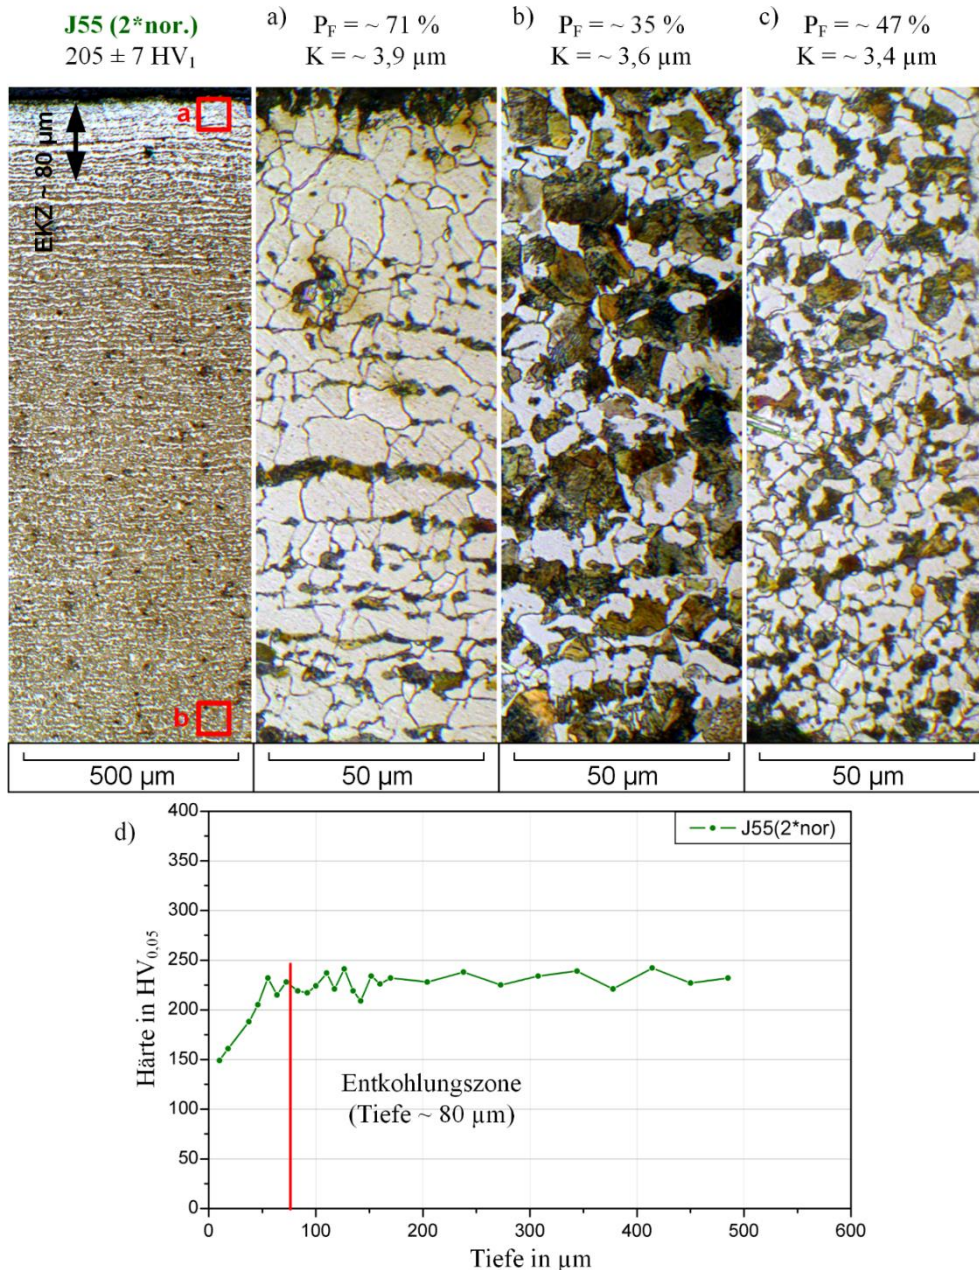 J55 (2*nor.)
205 ± 7 HV₁
a) P_F = ~ 71 %
K = ~ 3,9 µm
b) P_F = ~ 35 %
K = ~ 3,6 µm
c) P_F = ~ 47 %
K = ~ 3,4 µm
a
EKZ ~ 80 µm
b
500 µm
50 µm
50 µm
50 µm
d)
J55(2*nor)
400
350
300
250
200
150
100
50
0
Härte in HV₀,₀₅
Entkohlungszone
(Tiefe ~ 80 µm)
0 100 200 300 400 500 600
Tiefe in µm